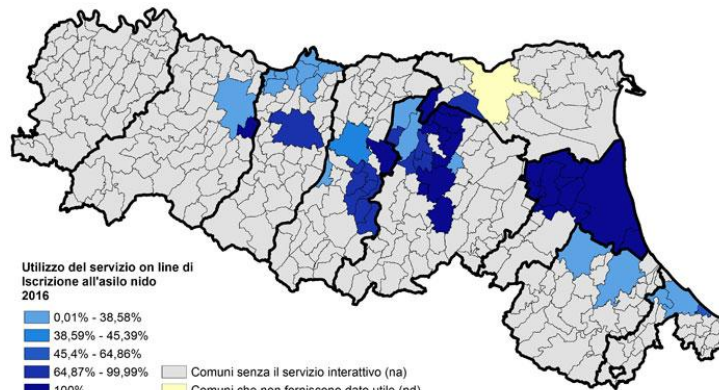 Utilizzo del servizio on line di
Iscrizione all'asilo nido
2016
0,01% - 38,58%
38,59% - 45,39%
45,4% - 64,86%
64,87% - 99,99%
Comuni senza il servizio interattivo (na)
100%
Comuni che non forniscono dato utile (nd)